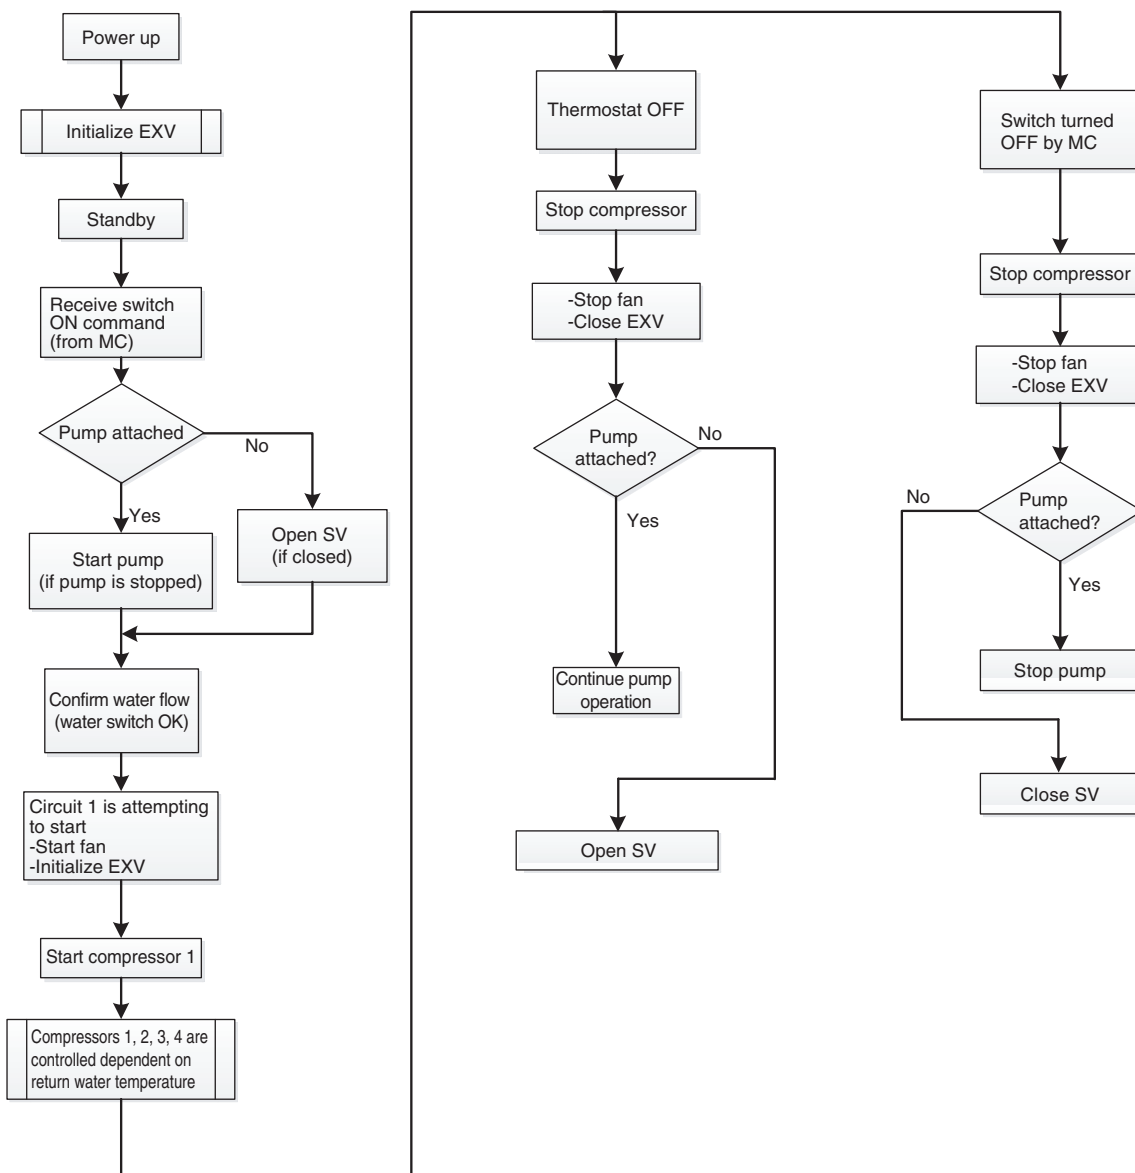 Power up
Initialize EXV
Standby
Receive switch
ON command
(from MC)
Pump attached
No
Yes
Open SV
(if closed)
Start pump
(if pump is stopped)
Confirm water flow
(water switch OK)
Circuit 1 is attempting
to start
-Start fan
-Initialize EXV
Start compressor 1
Compressors 1, 2, 3, 4 are
controlled dependent on
return water temperature
Thermostat OFF
Stop compressor
-Stop fan
-Close EXV
Pump
attached?
No
Yes
Continue pump
operation
Open SV
Switch turned
OFF by MC
Stop compressor
-Stop fan
-Close EXV
Pump
attached?
No
Yes
Stop pump
Close SV